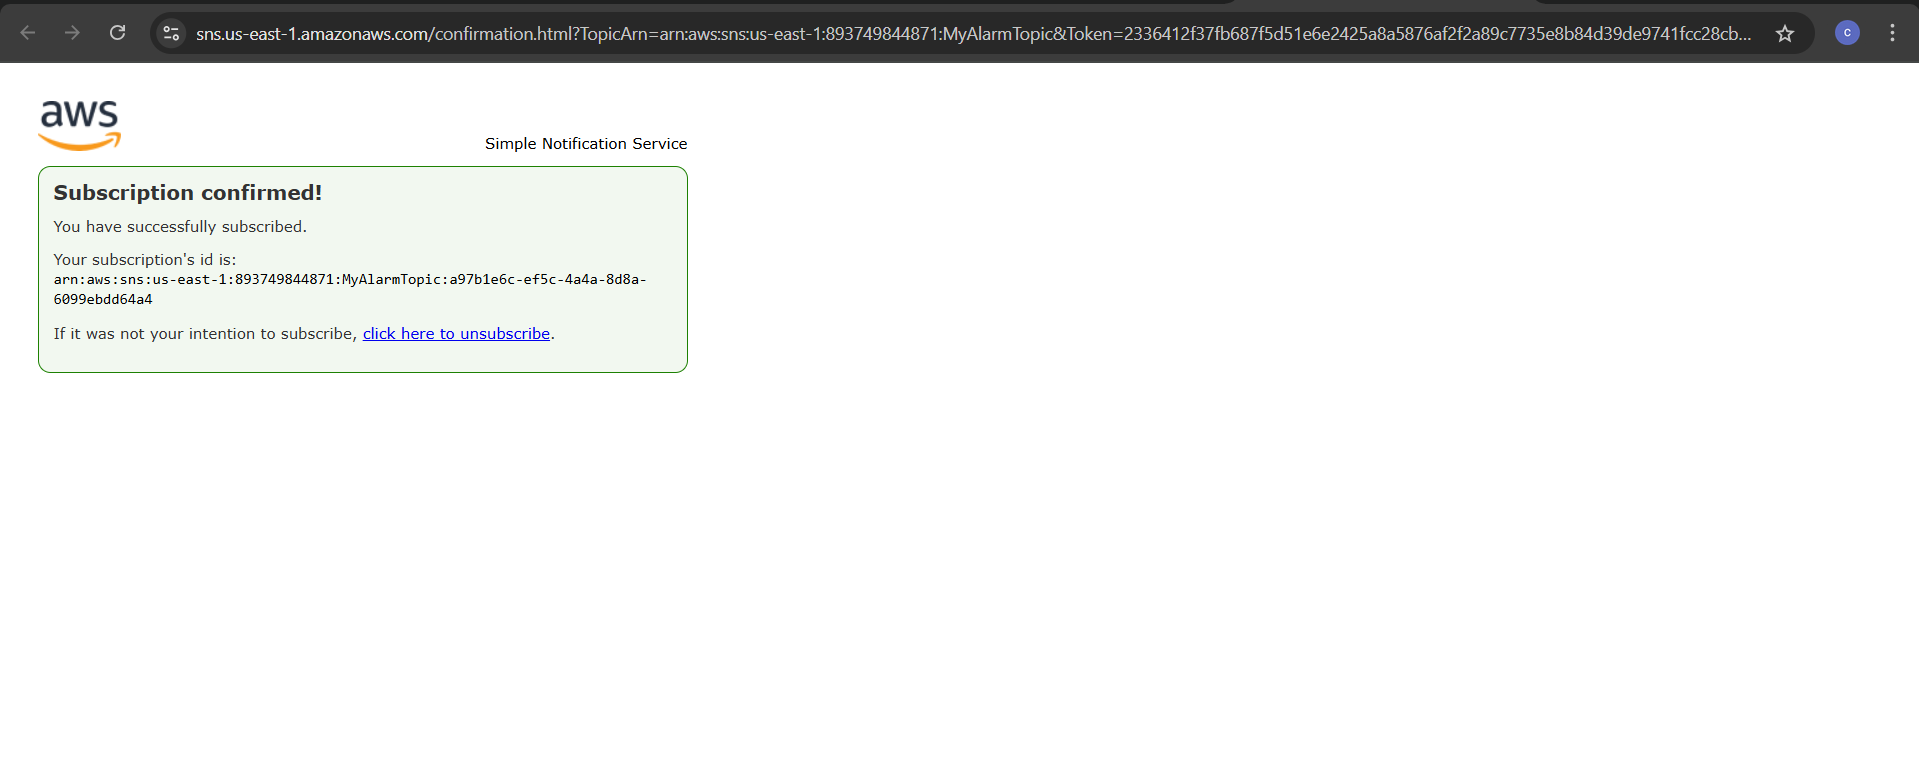 sns.us-east-1.amazonaws.com/confirmation.html?TopicArn=arn:aws:sns:us-east-1:893749844871:MyAlarmTopic&Token=2336412f37fb687f5d51e6e2425a8a5876af2f2a89c7735e8b84d39de9741fcc28cb...
C
aws
Simple Notification Service
Subscription confirmed!
You have successfully subscribed.
Your subscription's id is:
arn:aws:sns:us-east-1:893749844871:MyAlarmTopic:a97b1e6c-ef5c-4a4a-8d8a-
6099ebdd64a4
If it was not your intention to subscribe, click here to unsubscribe.